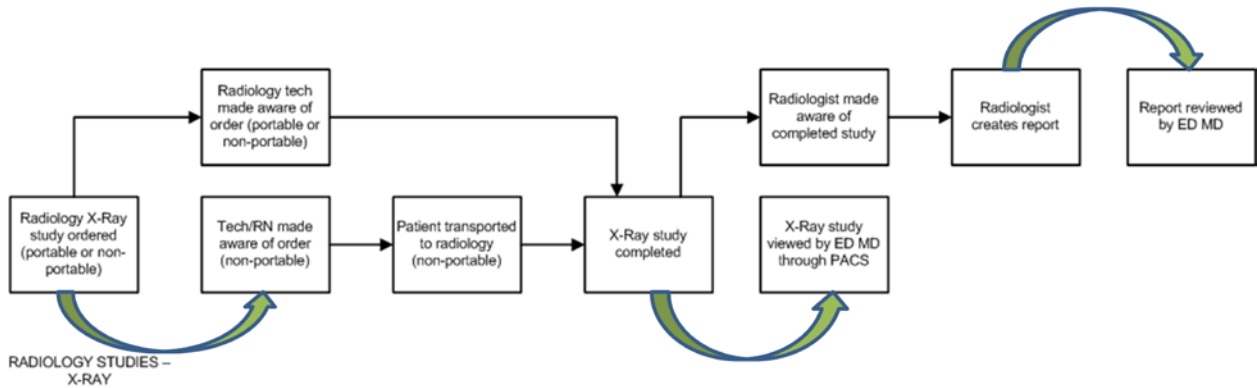 Radiology tech
made aware of
order (portable or
non-portable)
Radiologist made
aware of
completed study
Radiologist
creates report
Report reviewed
by ED MD
Radiology X-Ray
study ordered
(portable or non-
portable)
Tech/RN made
aware of order
(non-portable)
Patient transported
to radiology
(non-portable)
X-Ray study
completed
X-Ray study
viewed by ED MD
through PACS
RADIOLOGY STUDIES –
X-RAY